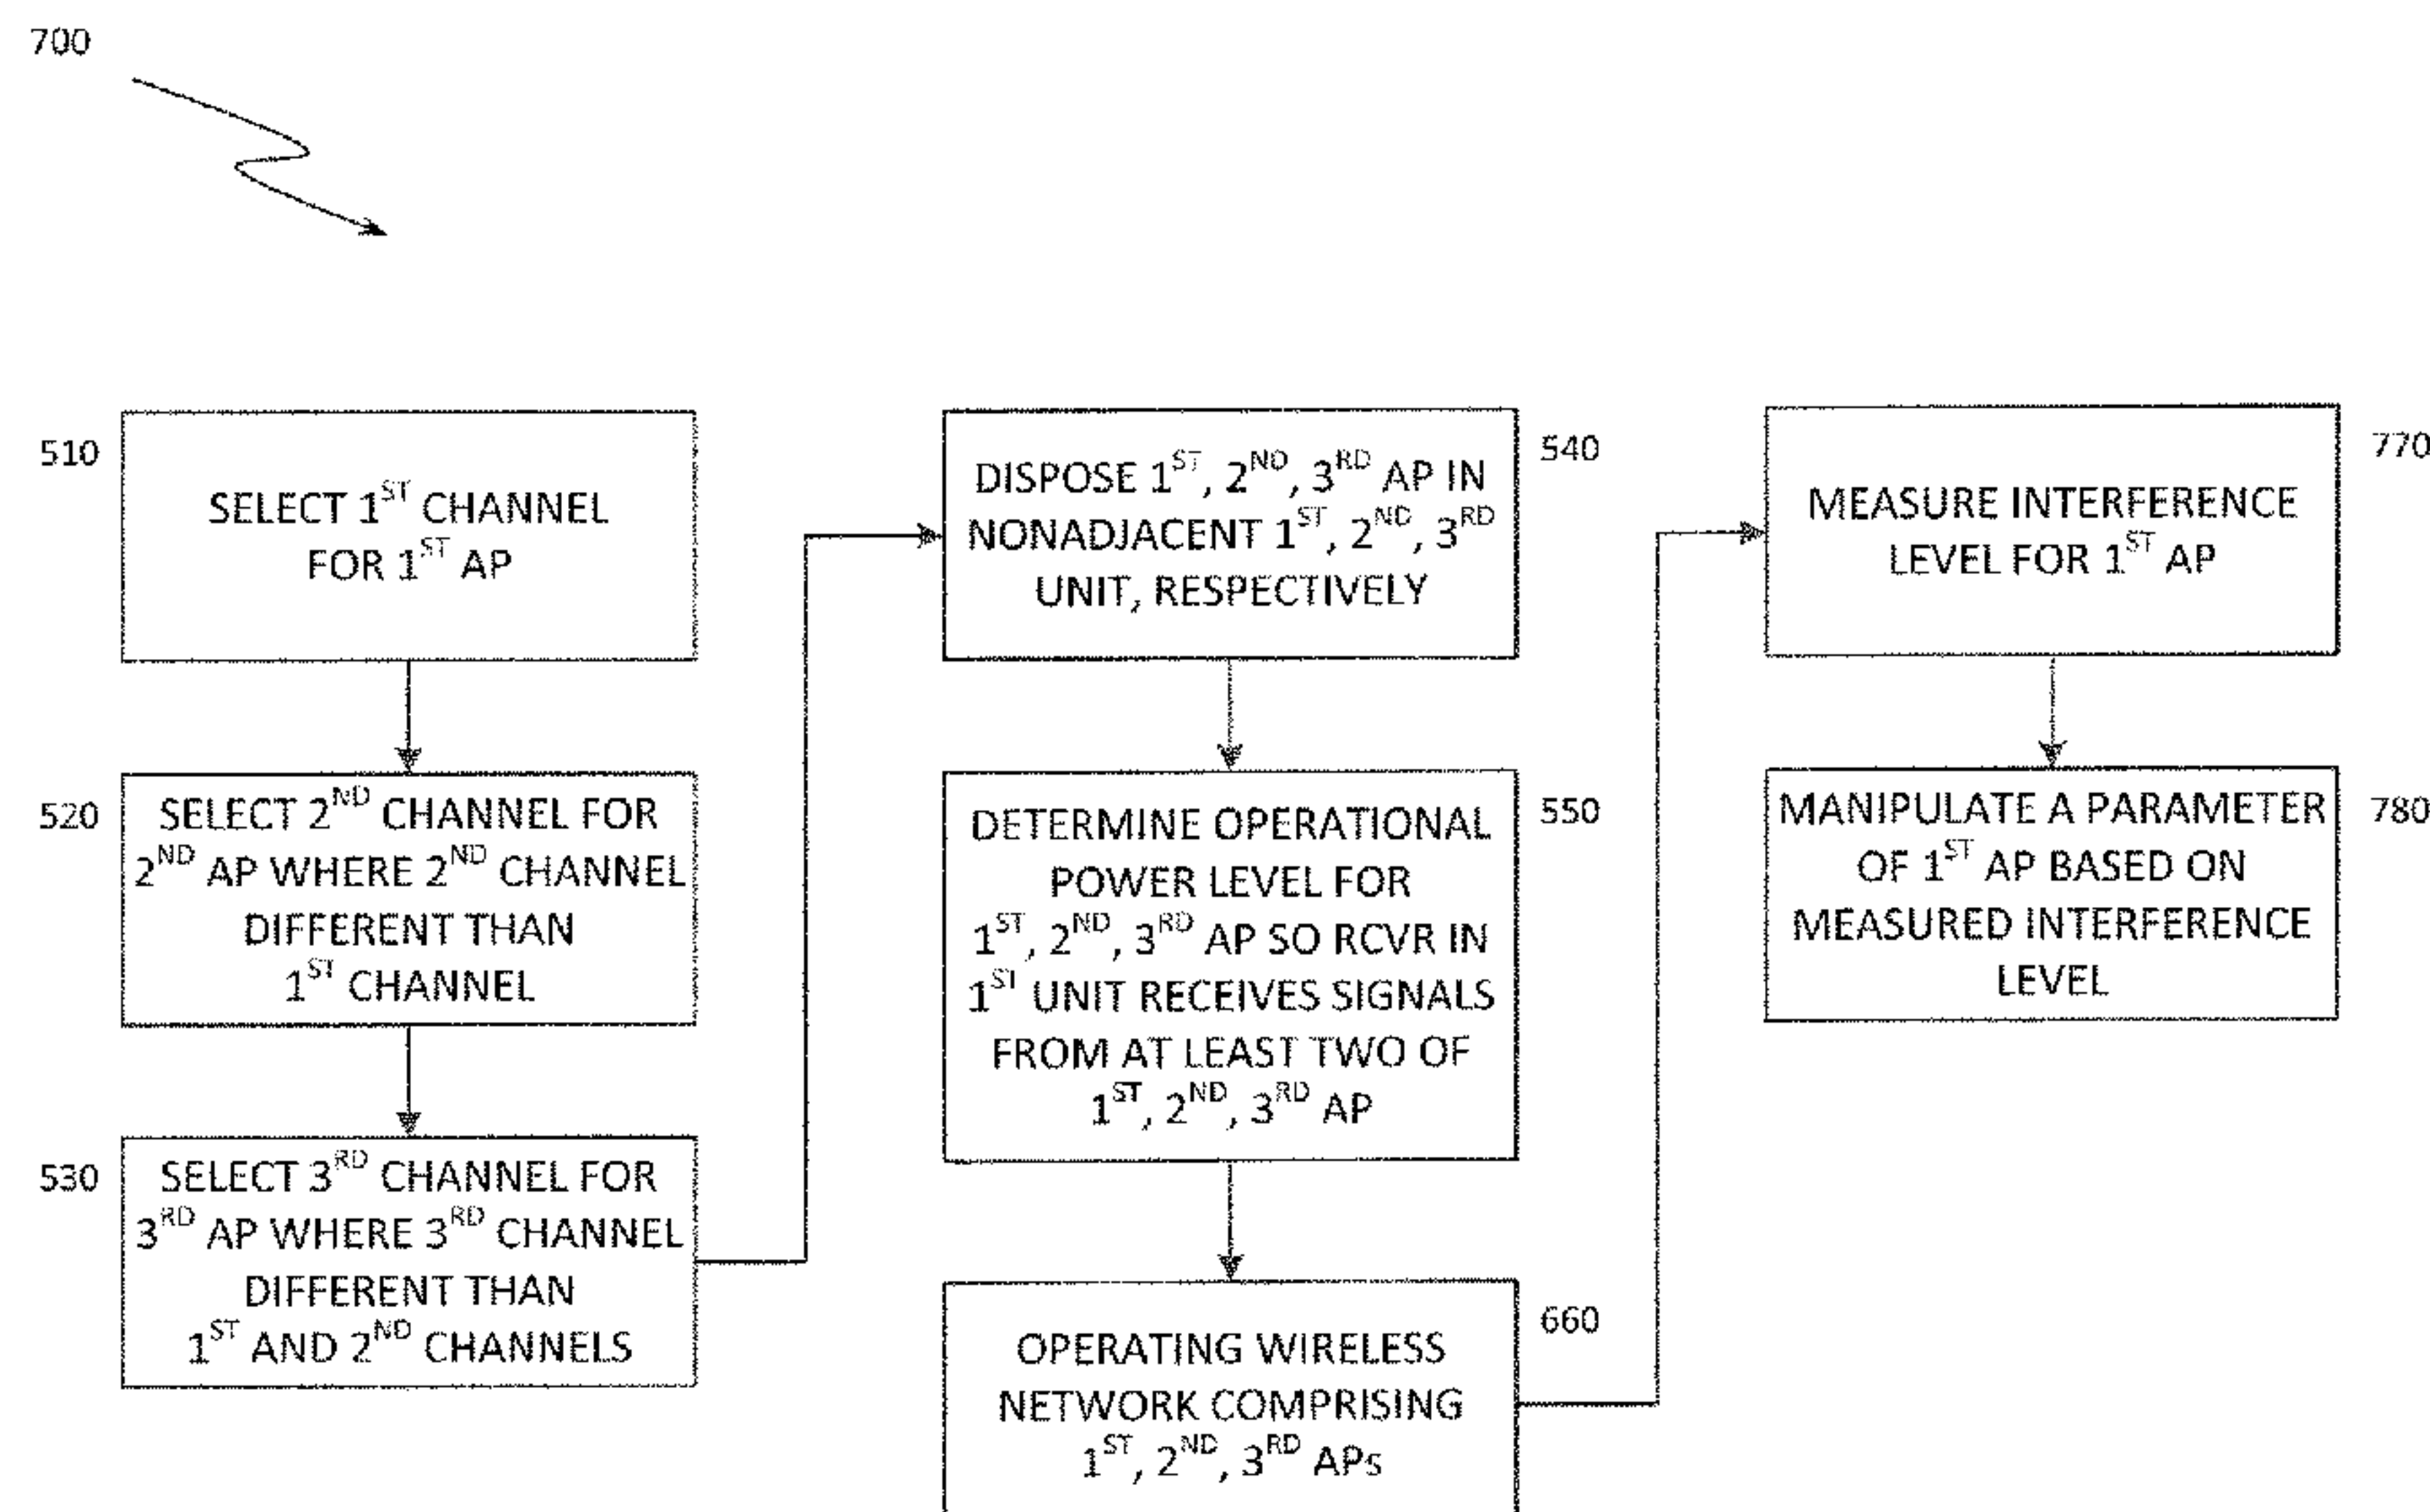 700
510
SELECT 1ST CHANNEL
FOR 1ST AP
520
SELECT 2ND CHANNEL FOR
2ND AP WHERE 2ND CHANNEL
DIFFERENT THAN
1ST CHANNEL
530
SELECT 3RD CHANNEL FOR
3RD AP WHERE 3RD CHANNEL
DIFFERENT THAN
1ST AND 2ND CHANNELS
540
DISPOSE 1ST, 2ND, 3RD AP IN
NONADJACENT 1ST, 2ND, 3RD
UNIT, RESPECTIVELY
550
DETERMINE OPERATIONAL
POWER LEVEL FOR
1ST, 2ND, 3RD AP SO RCVR IN
1ST UNIT RECEIVES SIGNALS
FROM AT LEAST TWO OF
1ST, 2ND, 3RD AP
660
OPERATING WIRELESS
NETWORK COMPRISING
1ST, 2ND, 3RD APs
770
MEASURE INTERFERENCE
LEVEL FOR 1ST AP
780
MANIPULATE A PARAMETER
OF 1ST AP BASED ON
MEASURED INTERFERENCE
LEVEL